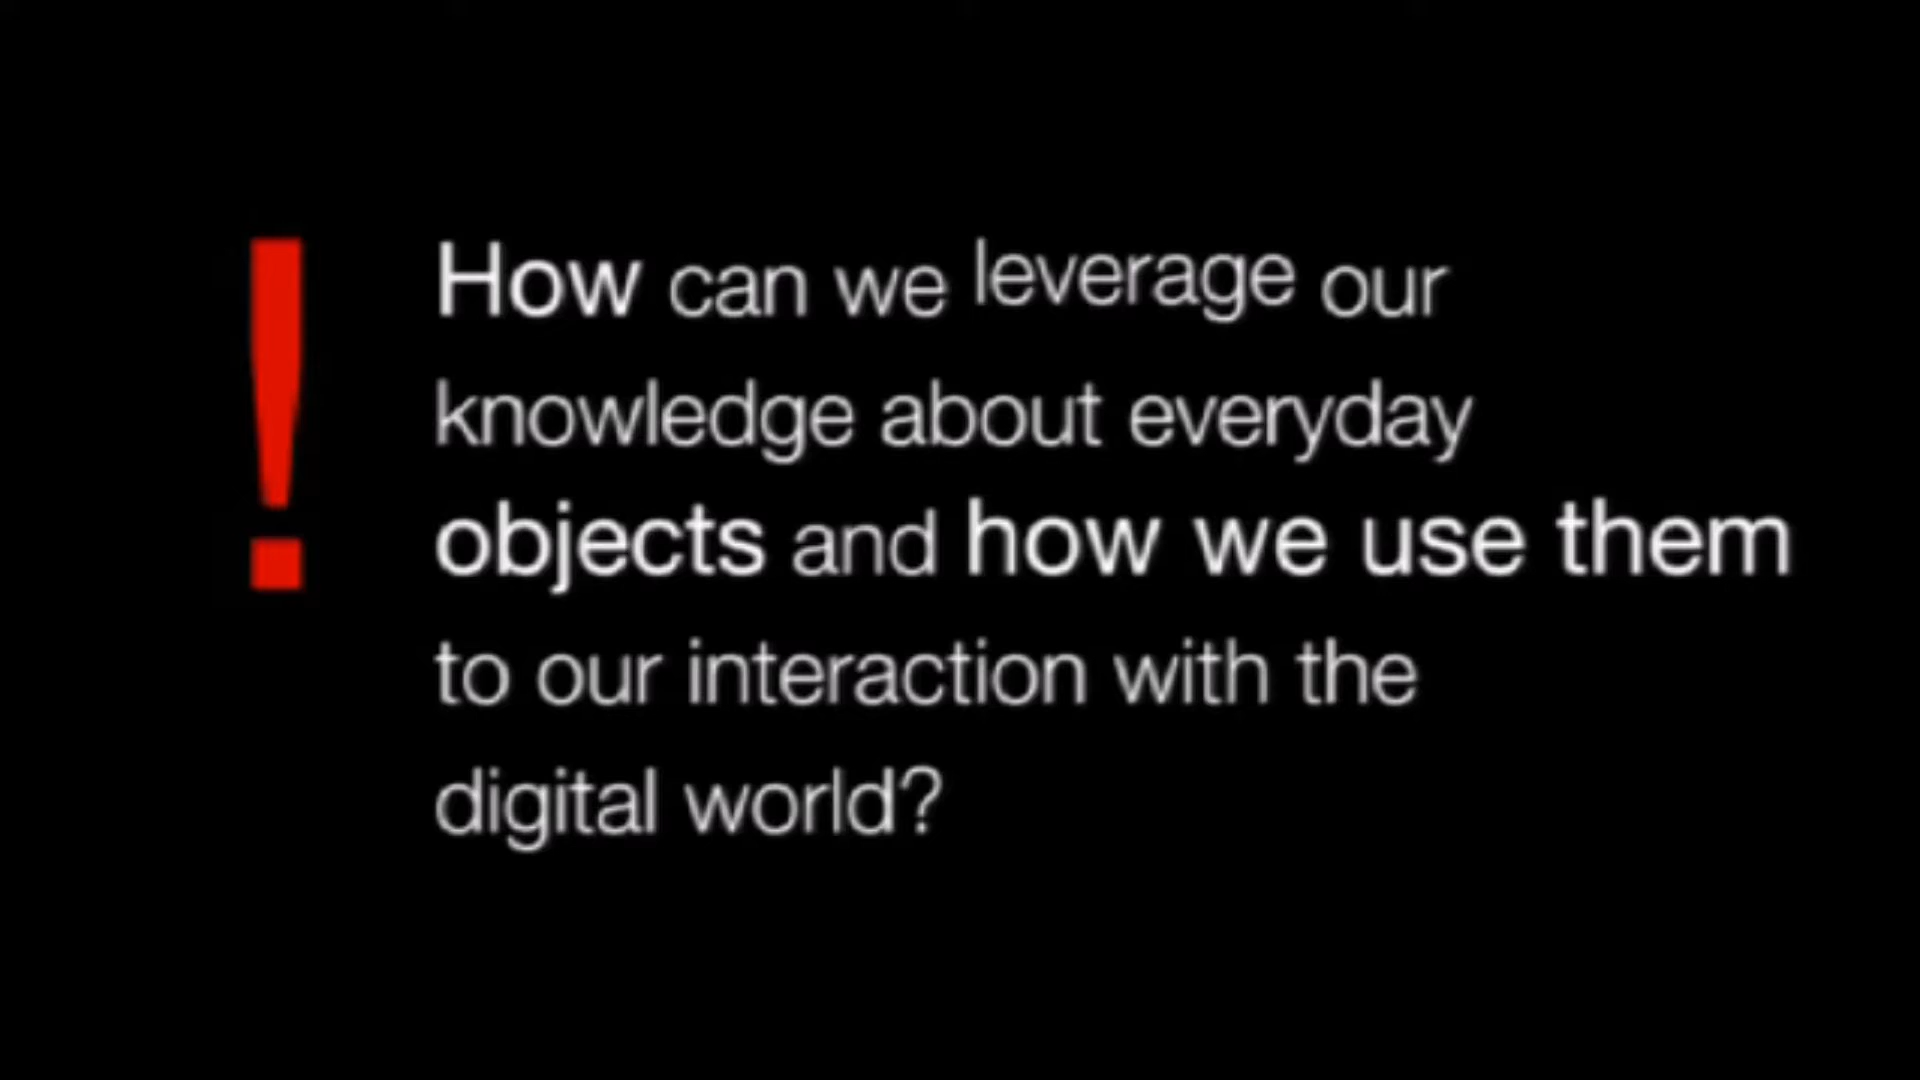 ! How can we leverage our
knowledge about everyday
objects and how we use them
to our interaction with the
digital world?